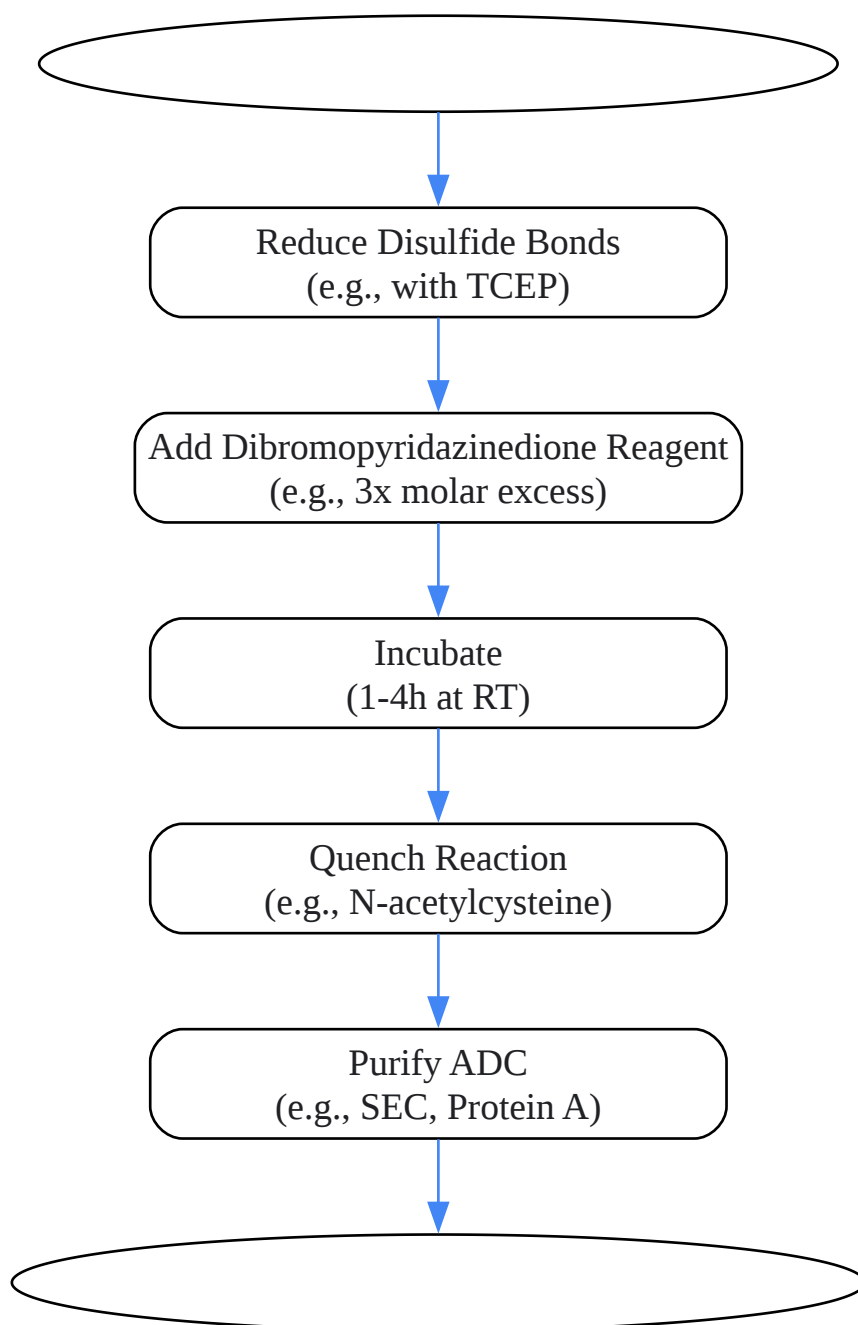 Reduce Disulfide Bonds
(e.g., with TCEP)
Add Dibromopyridazinedione Reagent
(e.g., 3x molar excess)
Incubate
(1-4h at RT)
Quench Reaction
(e.g., N-acetylcysteine)
Purify ADC
(e.g., SEC, Protein A)